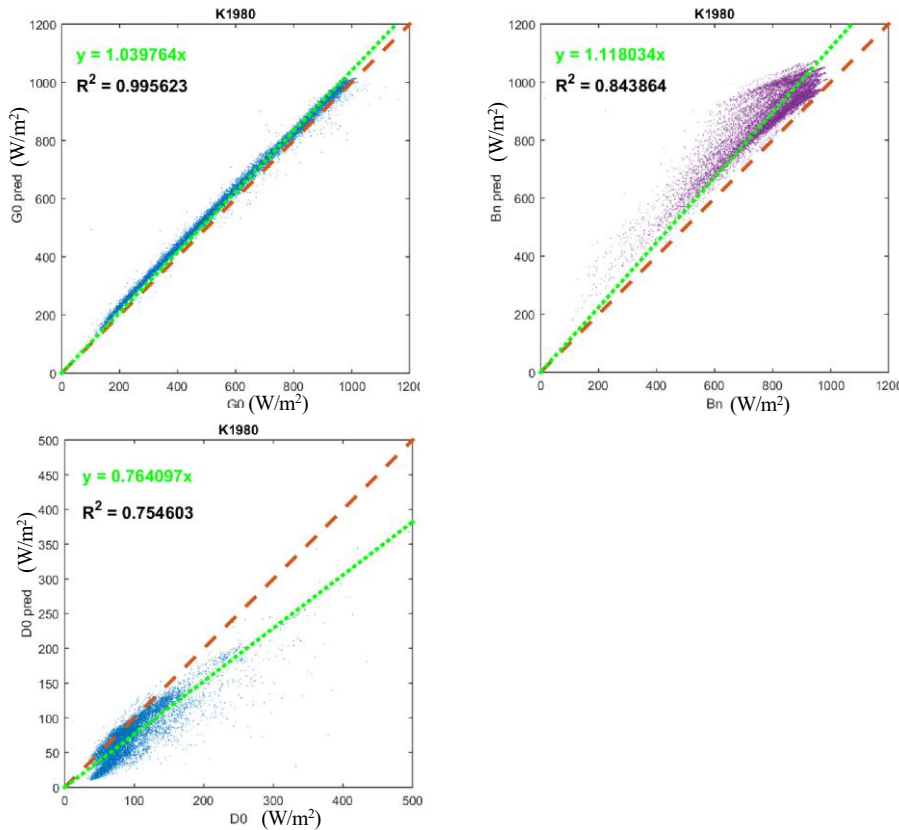 K1980
1200
1000
800
600
400
200
0
G0 pred (W/m²)
y = 1.039764x
R² = 0.995623
0 200 400 600 800 1000 1200
G0 (W/m²)
K1980
1200
1000
800
600
400
200
0
Bn pred (W/m²)
y = 1.118034x
R² = 0.843864
0 200 400 600 800 1000 1200
Bn (W/m²)
K1980
500
450
400
350
300
250
200
150
100
50
0
D0 pred (W/m²)
y = 0.764097x
R² = 0.754603
0 100 200 300 400 500
D0 (W/m²)